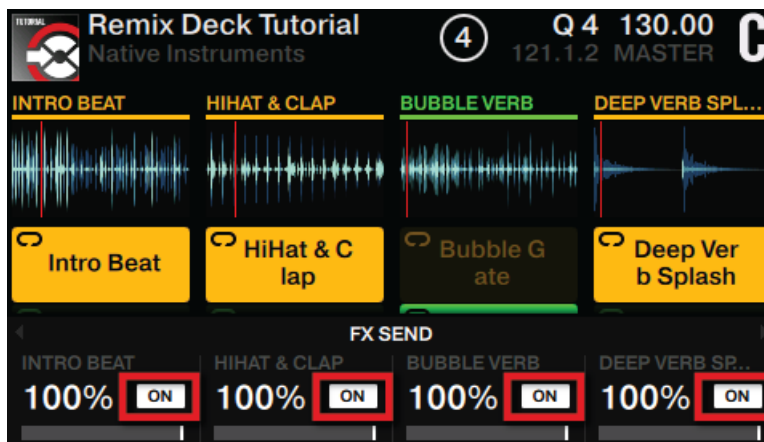 TUTORIAL
Remix Deck Tutorial
Native Instruments
4
Q 4 130.00
121.1.2 MASTER
C
INTRO BEAT HIHAT & CLAP BUBBLE VERB DEEP VERB SPL...
Intro Beat
HiHat & C
lap
Bubble G
ate
Deep Ver
b Splash
FX SEND
INTRO BEAT HIHAT & CLAP BUBBLE VERB DEEP VERB SP...
100% ON 100% ON 100% ON 100% ON